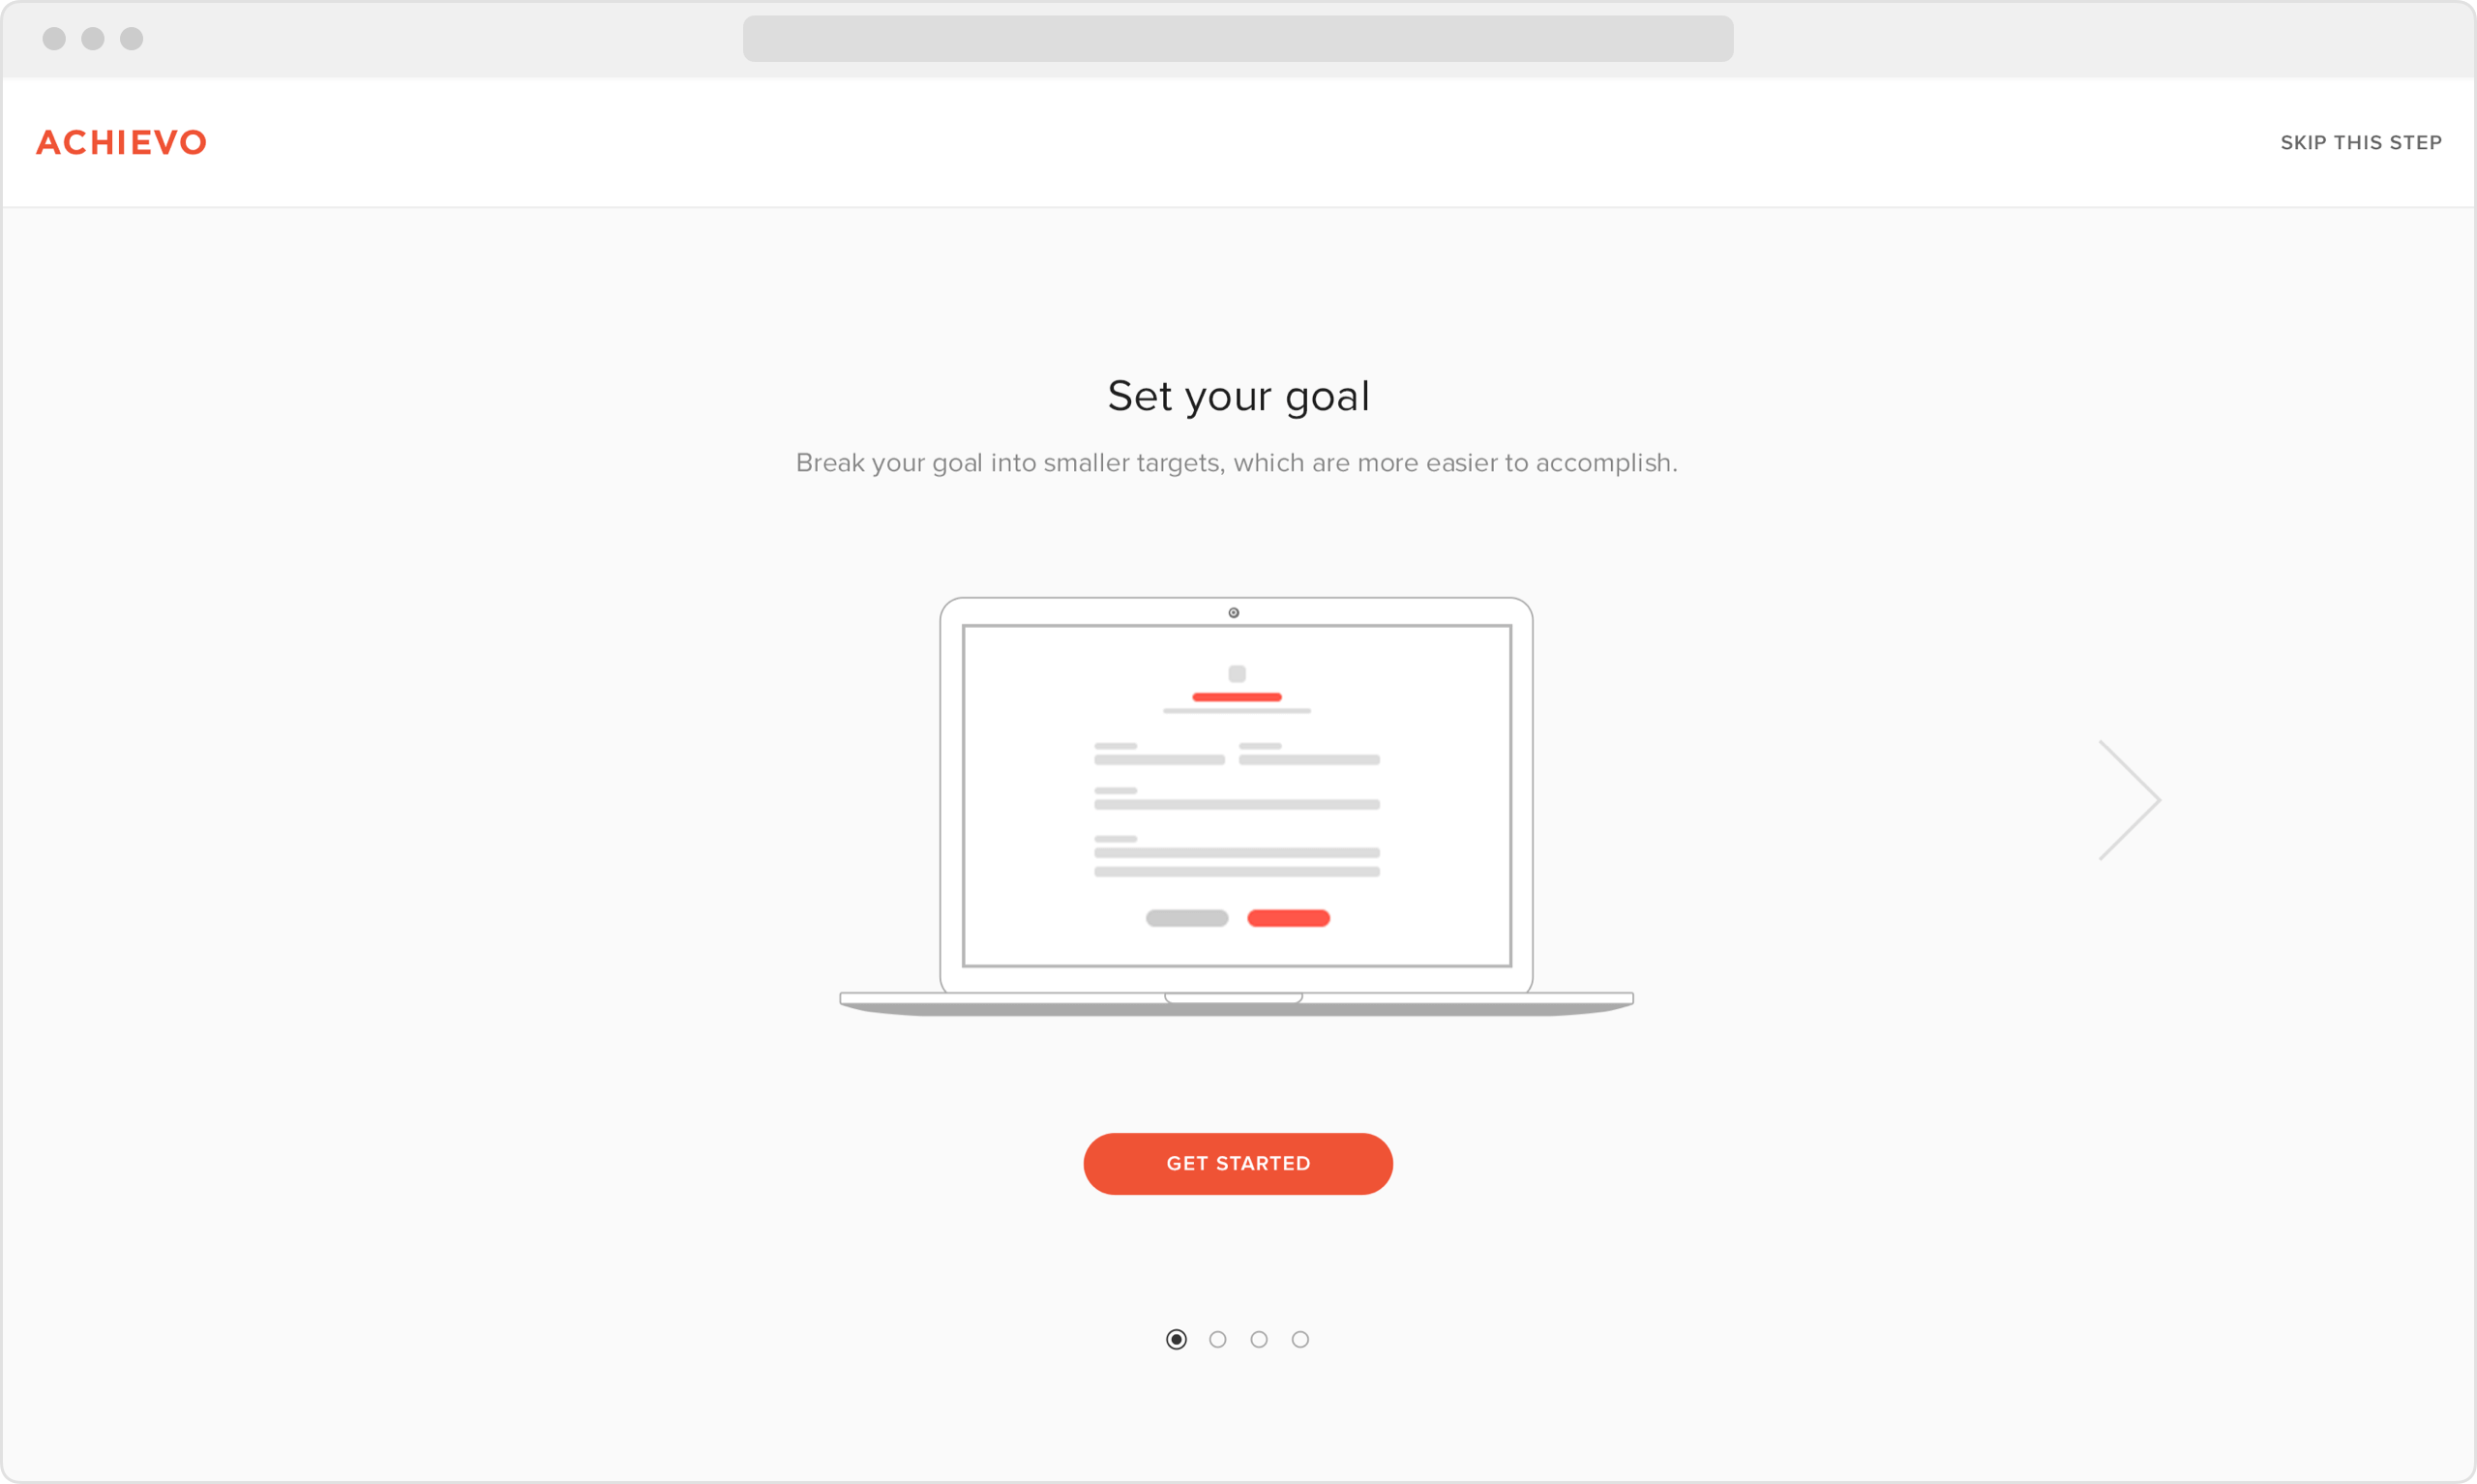 ACHIEVO
SKIP THIS STEP
Set your goal
Break your goal into smaller targets, which are more easier to accomplish.
GET STARTED